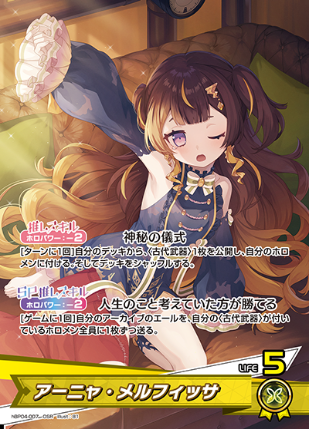 推しスキル
ホロパワー:-2
神秘の儀式
[ターンに1回]自分のデッキから、〈古代武器〉1枚を公開し、自分のホロ
メンに付ける。そしてデッキをシャッフルする。
SP推しスキル
ホロパワー:-2
人生のこと考えていた方が勝てる
[ゲームに1回]自分のアーカイブのエールを、自分の〈古代武器〉が付い
ているホロメン全員に1枚ずつ送る。
LIFE 5
アーニャ・メルフィッサ